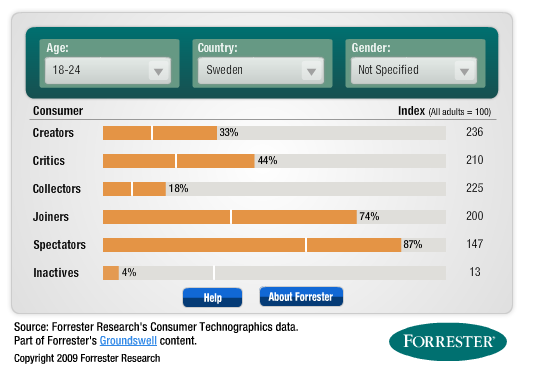 Age: Country: Gender:
18-24 Sweden Not Specified
Consumer Index (All adults = 100)
Creators 33% 236
Critics 44% 210
Collectors 18% 225
Joiners 74% 200
Spectators 87% 147
Inactives 4% 13
Help About Forrester
Source: Forrester Research's Consumer Technographics data.
Part of Forrester's Groundswell content.
FORRESTER®
Copyright 2009 Forrester Research